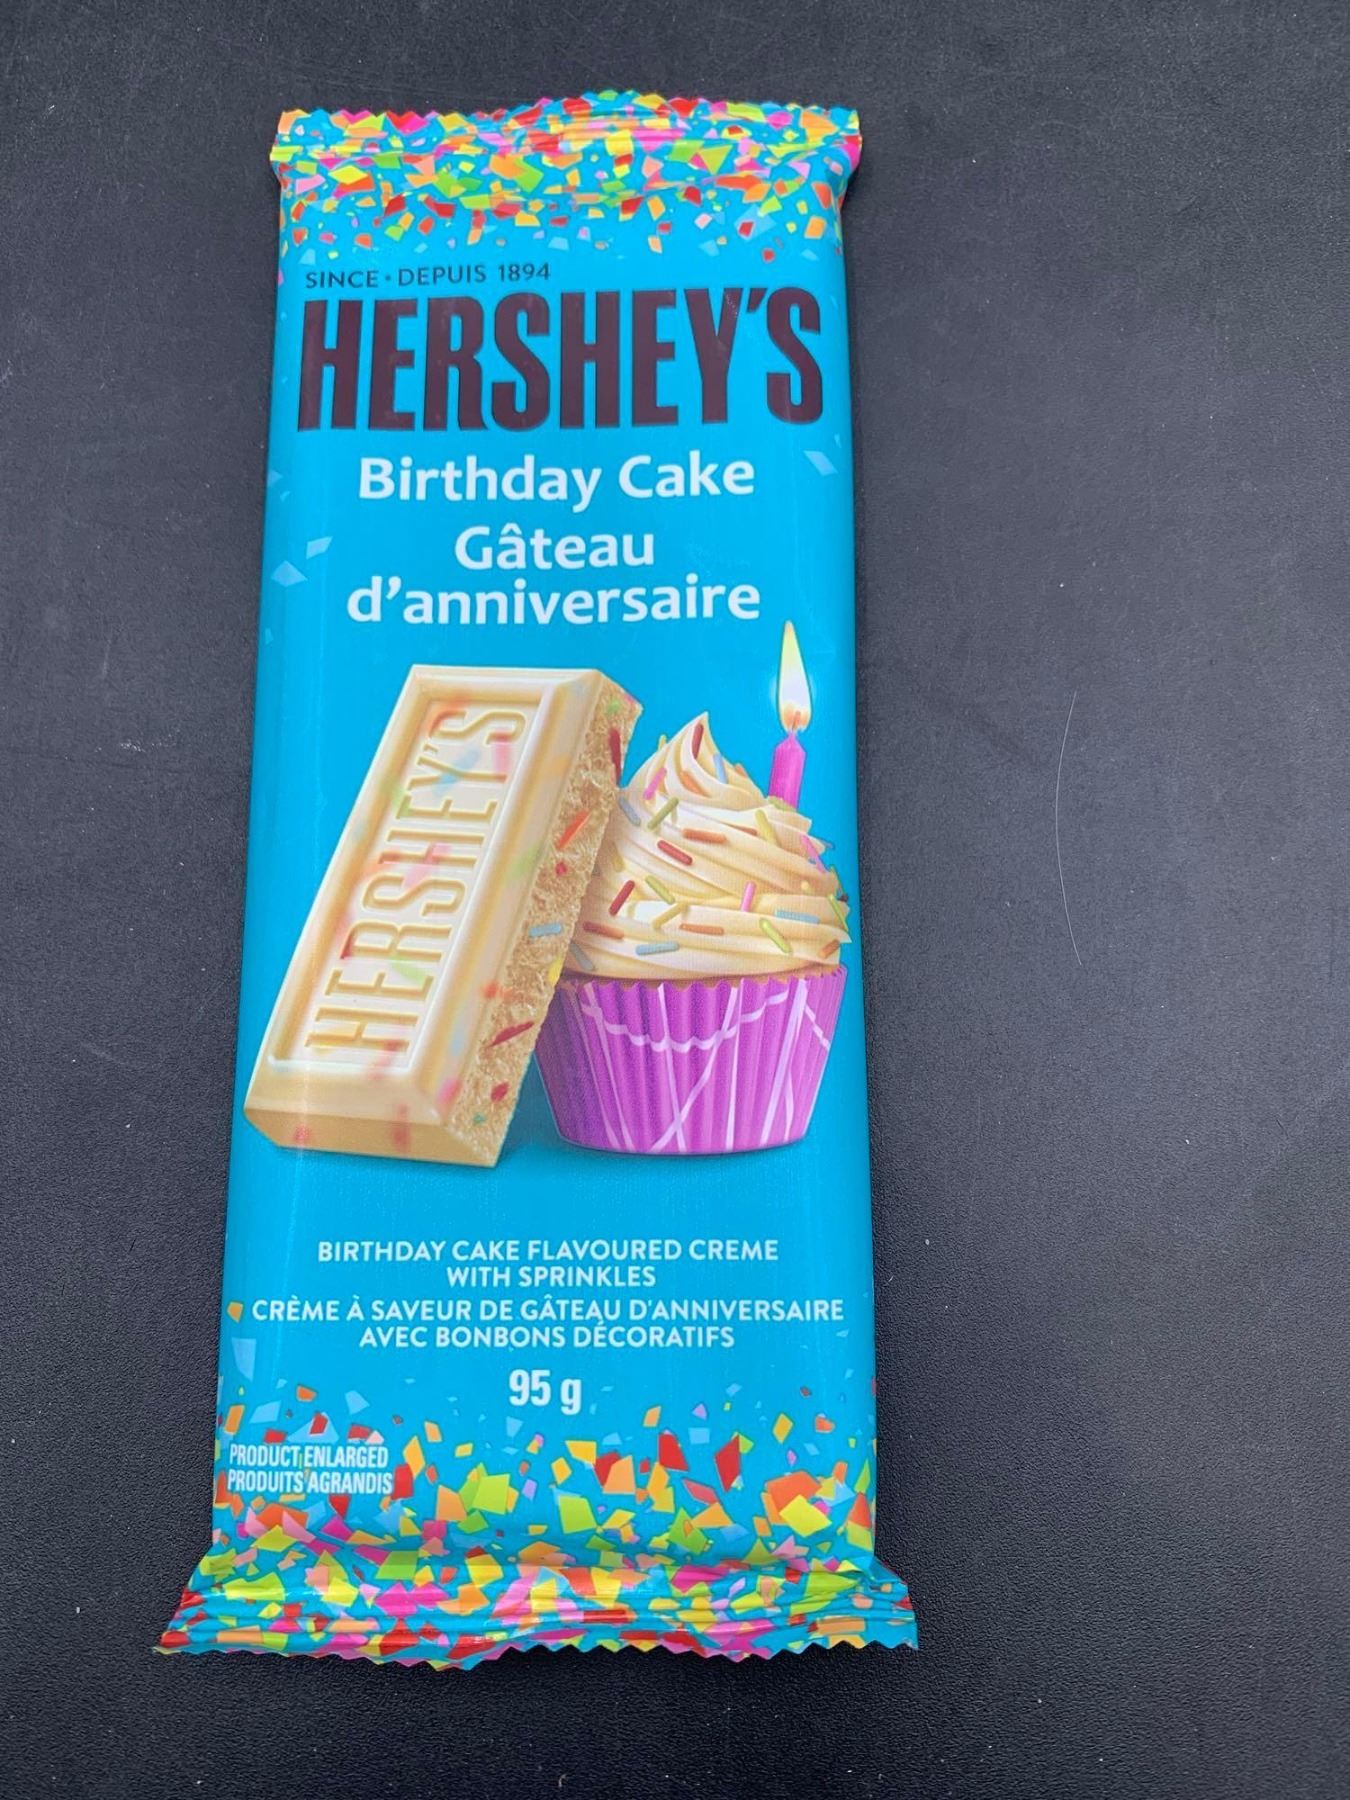 SINCE • DEPUIS 1894
HERSHEY'S
Birthday Cake
Gâteau
d'anniversaire
HERSHEY'S
BIRTHDAY CAKE FLAVOURED CREME
WITH SPRINKLES
CRÈME À SAVEUR DE GÂTEAU D'ANNIVERSAIRE
AVEC BONBONS DÉCORATIFS
95 g
PRODUCT ENLARGED
PRODUITS AGRANDIS